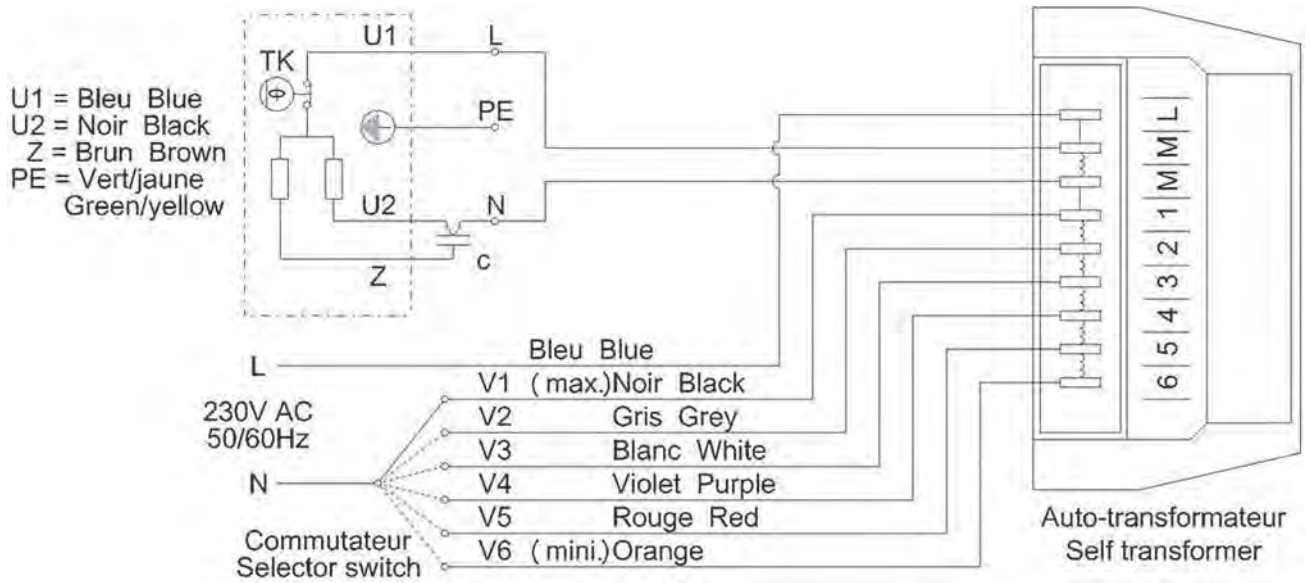 U1 = Bleu Blue
U2 = Noir Black
Z = Brun Brown
PE = Vert/jaune
Green/yellow
TK
U1
L
PE
U2
N
Z
c
L
M
M
1
2
3
4
5
6
Auto-transformateur
Self transformer
L
Bleu Blue
230V AC
50/60Hz
N
V1 (max.) Noir Black
V2 Gris Grey
V3 Blanc White
V4 Violet Purple
V5 Rouge Red
V6 (mini.) Orange
Commutateur
Selector switch